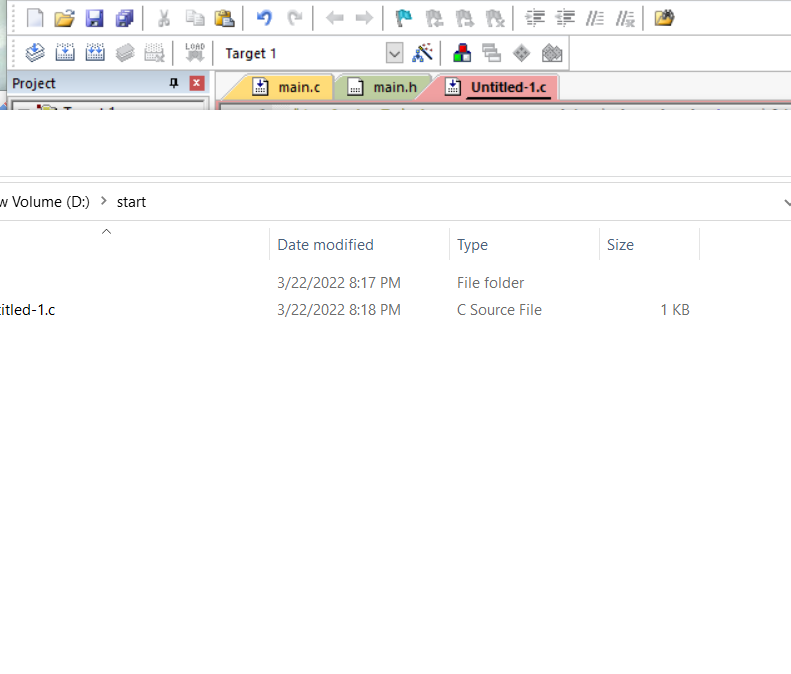 LOAD
Target 1
Project
main.c main.h Untitled-1.c
w Volume (D:) start
Date modified Type Size
3/22/2022 8:17 PM File folder
titled-1.c 3/22/2022 8:18 PM C Source File 1 KB